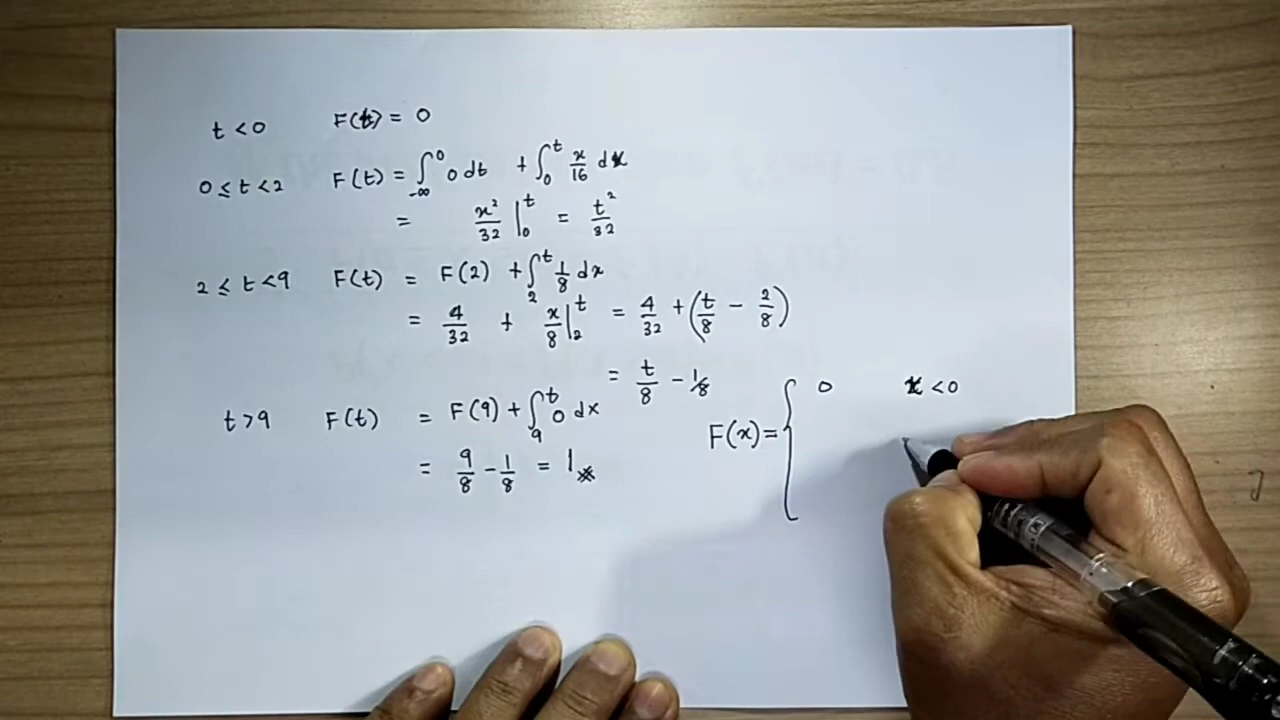 t < 0 F(t) = 0
0 ≤ t < 2 F(t) = ∫_{-∞}^{0} 0 dt + ∫_{0}^{t} x/16 dx
= x²/32 |_{0}^{t} = t²/32
2 ≤ t < 9 F(t) = F(2) + ∫_{2}^{t} 1/8 dx
= 4/32 + x/8 |_{2}^{t} = 4/32 + (t/8 − 2/8)
= t/8 − 1/8
t > 9 F(t) = F(9) + ∫_{9}^{t} 0 dx
= 9/8 − 1/8 = 1
F(x) = { 0 x < 0